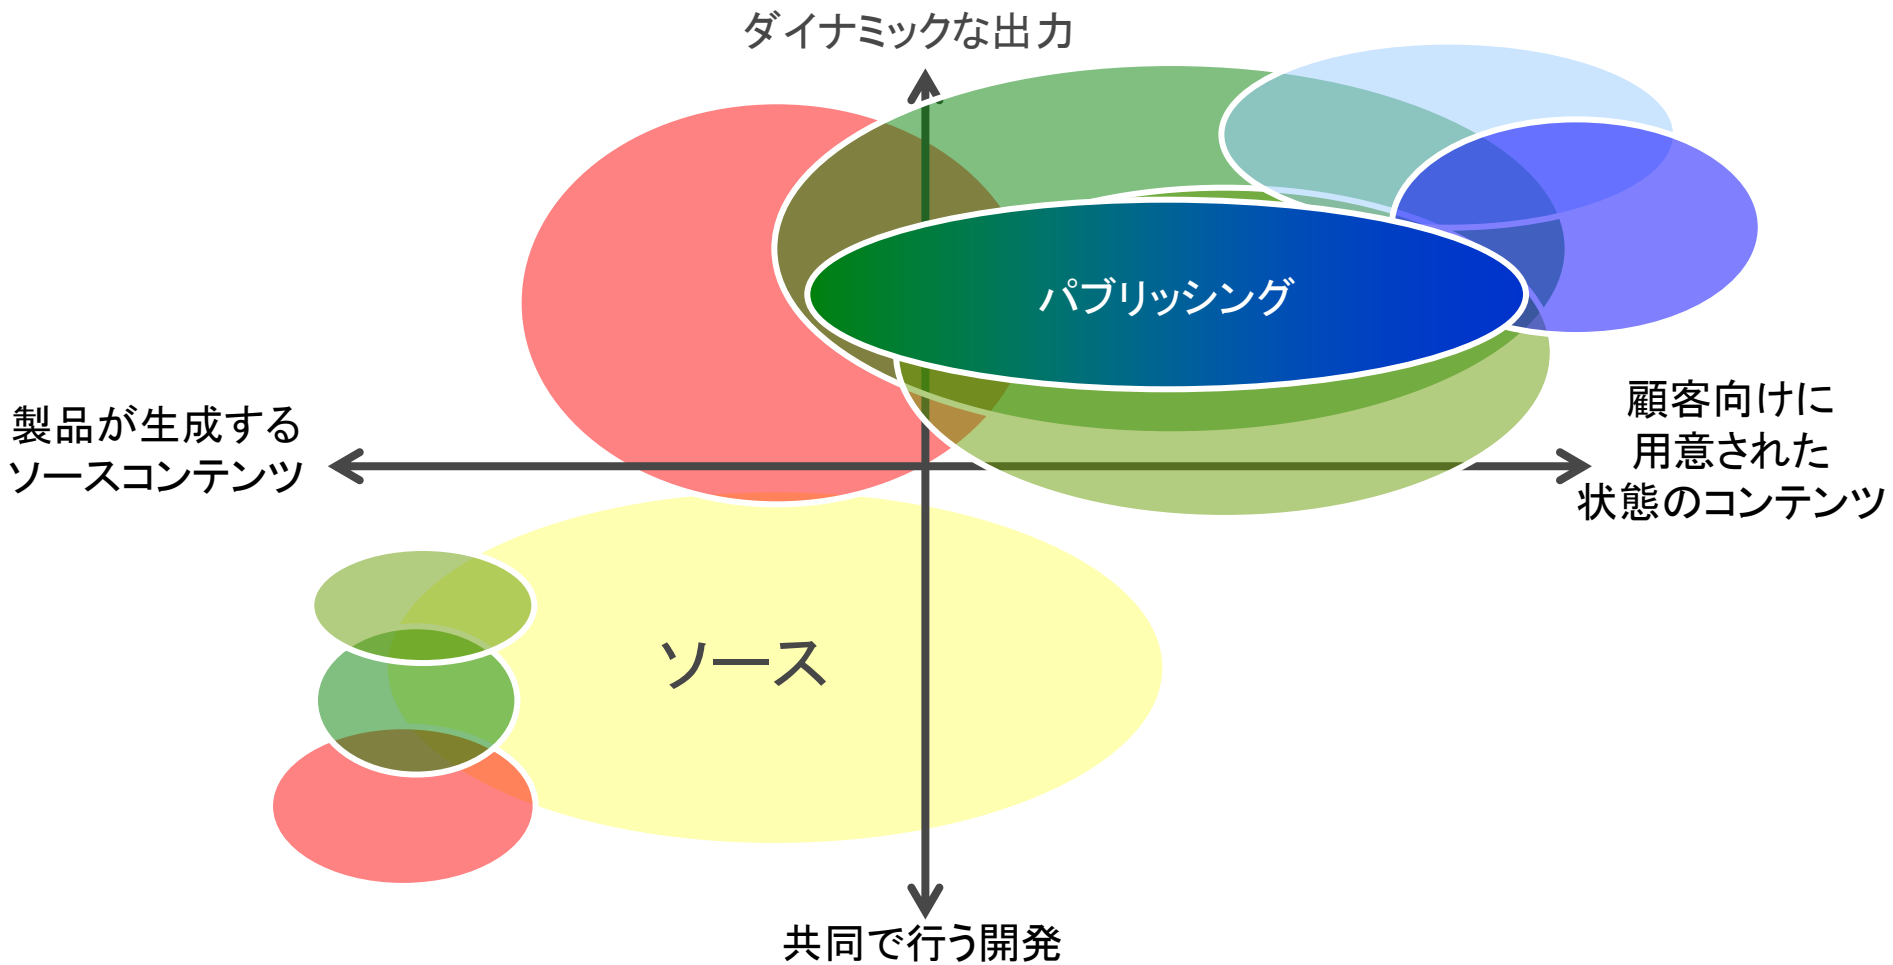 ダイナミックな出力
パブリッシング
製品が生成する
ソースコンテンツ
顧客向けに
用意された
状態のコンテンツ
ソース
共同で行う開発